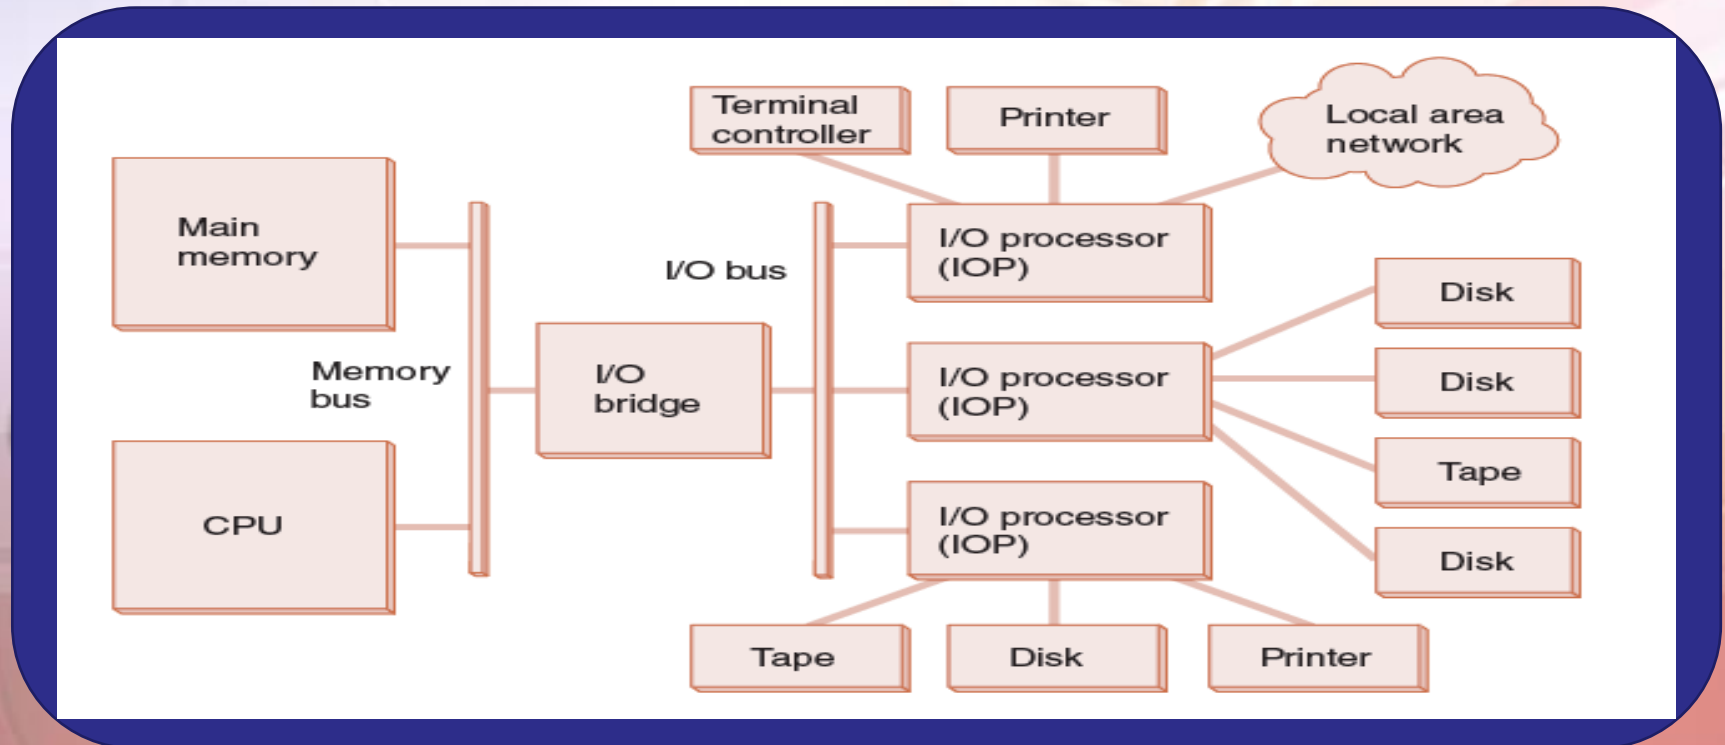 Terminal
controller
Printer
Local area
network
Main
memory
I/O processor
(IOP)
I/O bus
Disk
I/O
bridge
Memory
bus
I/O processor
(IOP)
Disk
Tape
CPU
I/O processor
(IOP)
Disk
Tape
Disk
Printer